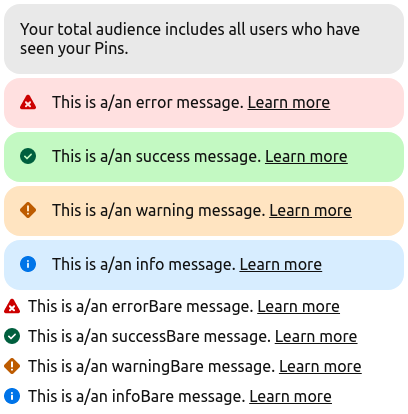 Your total audience includes all users who have
seen your Pins.
This is a/an error message. Learn more
This is a/an success message. Learn more
This is a/an warning message. Learn more
This is a/an info message. Learn more
This is a/an errorBare message. Learn more
This is a/an successBare message. Learn more
This is a/an warningBare message. Learn more
This is a/an infoBare message. Learn more